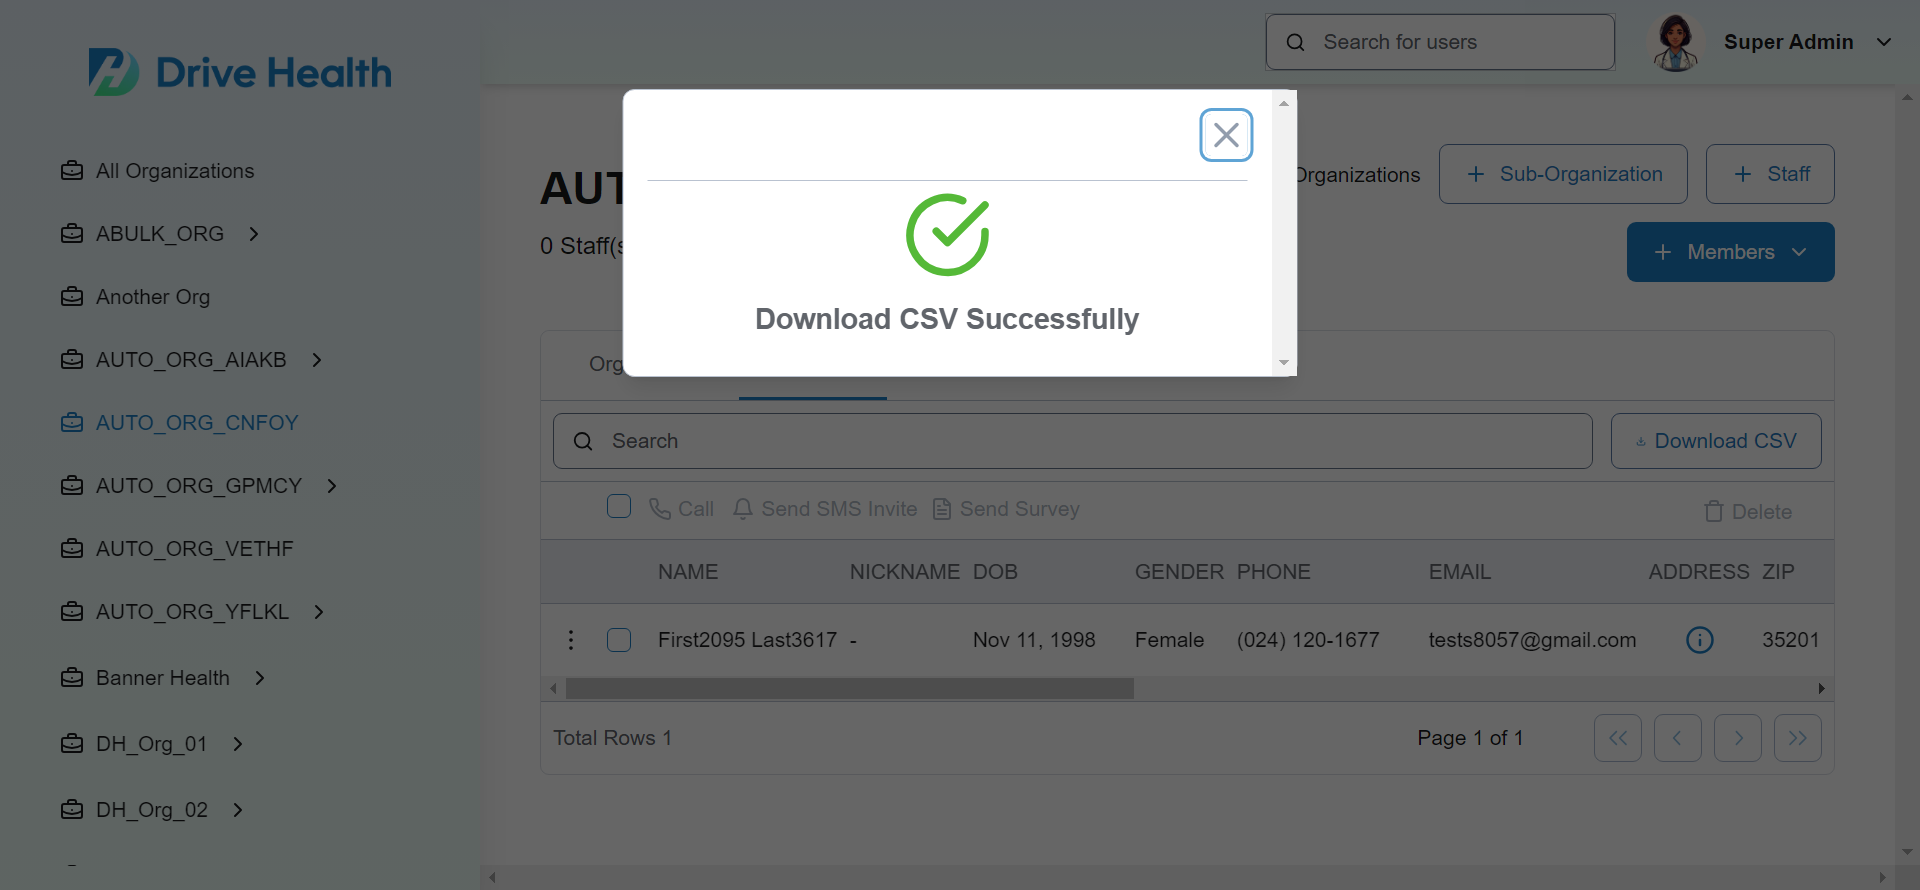 Drive Health
Search for users
Super Admin
All Organizations
ABULK_ORG
Another Org
AUTO_ORG_AIAKB
AUTO_ORG_CNFOY
AUTO_ORG_GPMCY
AUTO_ORG_VETHF
AUTO_ORG_YFLKL
Banner Health
DH_Org_01
DH_Org_02
Organizations
Sub-Organization
Staff
0 Staff(
Members
Download CSV Successfully
Org
Search
Download CSV
Call Send SMS Invite Send Survey Delete
NAME NICKNAME DOB GENDER PHONE EMAIL ADDRESS ZIP
First2095 Last3617 - Nov 11, 1998 Female (024) 120-1677 tests8057@gmail.com 35201
Total Rows 1
Page 1 of 1